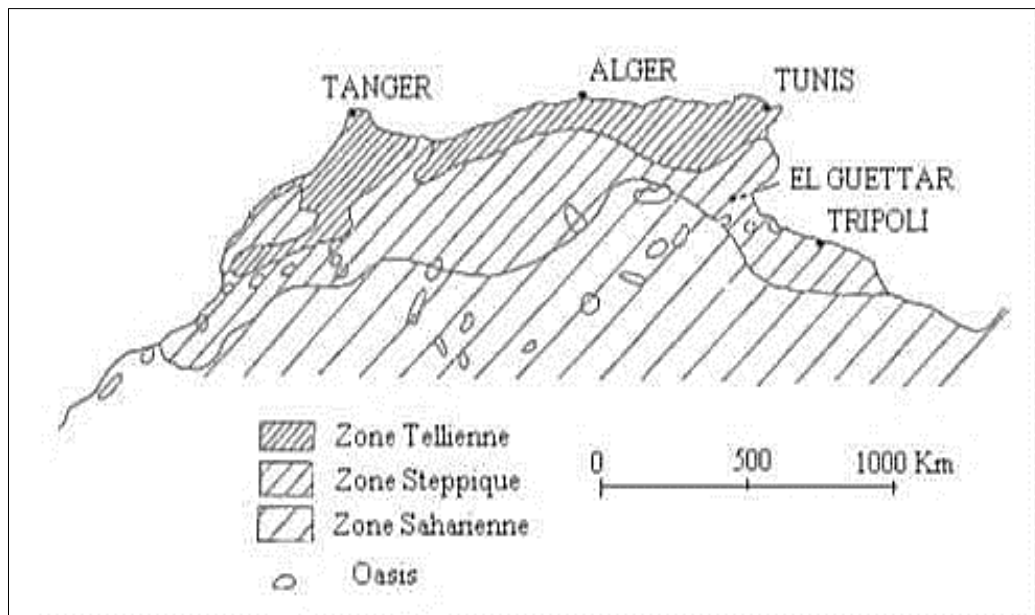 TANGER
ALGER
TUNIS
EL GUETTAR
TRIPOLI
Zone Tellienne
Zone Steppique
Zone Saharienne
Oasis
0 500 1000 Km